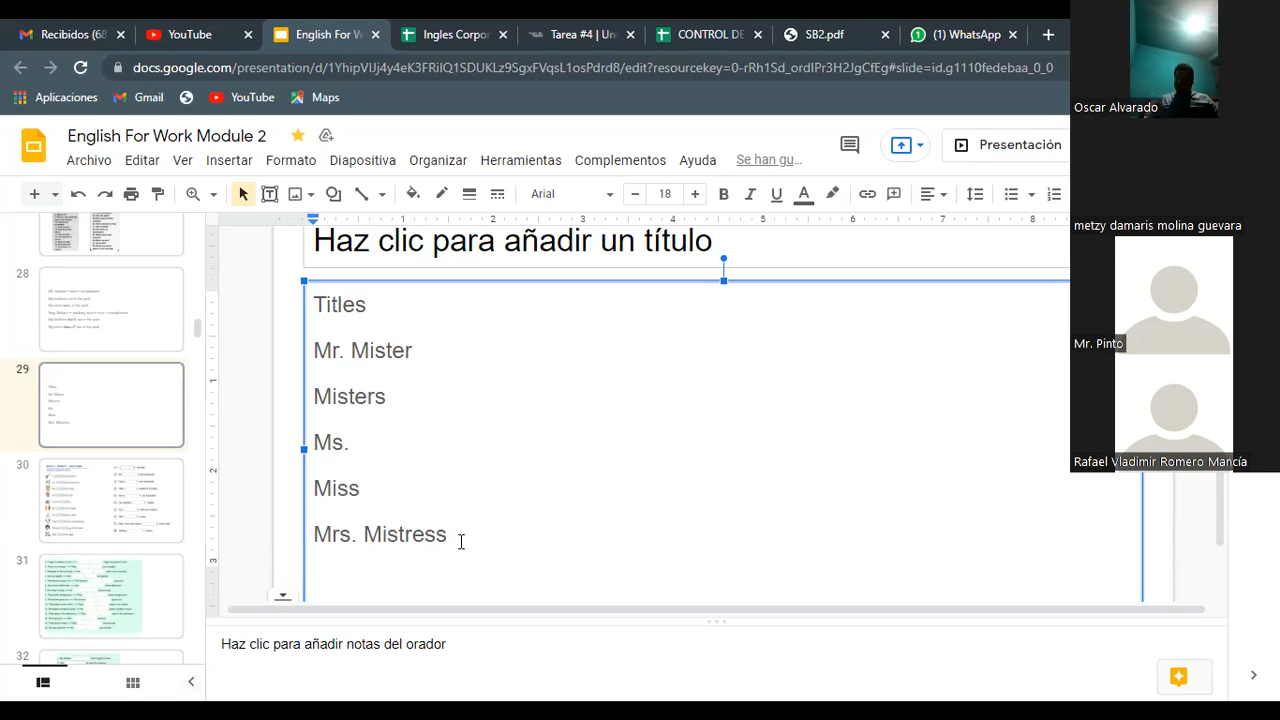 Recibidos (68
YouTube
English For W
Ingles Corpor
Tarea #4 | Un
CONTROL DE
SB2.pdf
(1) WhatsApp
docs.google.com/presentation/d/1YhipVlJj4y4eK3FRiIQ1SDUKLz9SgxFVqsL1osPdrd8/edit?resourcekey=0-rRh1Sd_ordIPr3H2JgCfEg#slide=id.g1110fedebaa_0_0
Aplicaciones
Gmail
YouTube
Maps
Oscar Alvarado
English For Work Module 2
Archivo
Editar
Ver
Insertar
Formato
Diapositiva
Organizar
Herramientas
Complementos
Ayuda
Se han gu…
Presentación
Arial
18
metzy damaris molina guevara
Mr. Pinto
Rafael Vladimir Romero Mancía
Haz clic para añadir un título
Titles
Mr. Mister
Misters
Ms.
Miss
Mrs. Mistress
28
29
30
31
32
Haz clic para añadir notas del orador